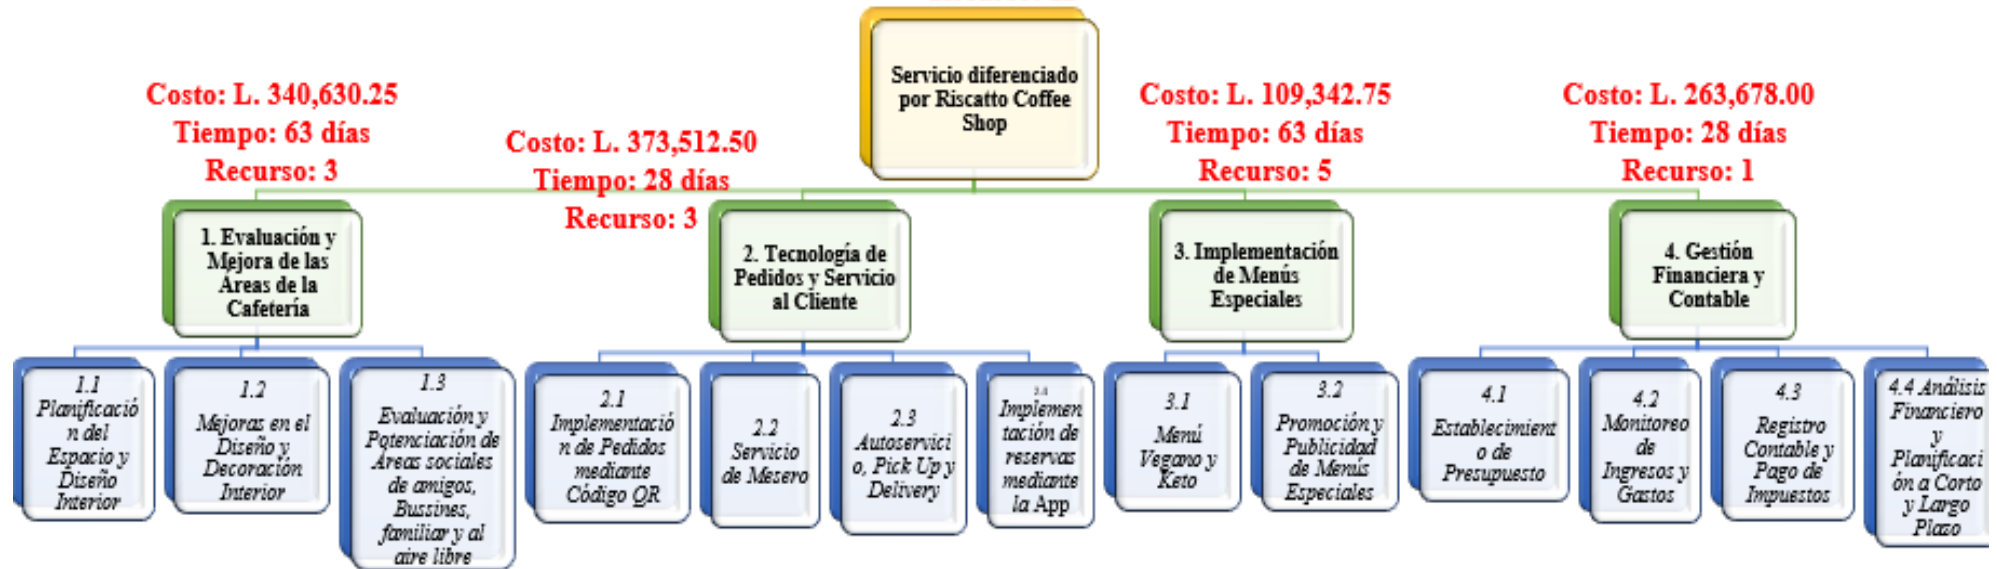 Servicio diferenciado
por Riscatto Coffee
Shop
Costo: L. 340,630.25
Tiempo: 63 días
Recurso: 3
Costo: L. 373,512.50
Tiempo: 28 días
Recurso: 3
Costo: L. 109,342.75
Tiempo: 63 días
Recurso: 5
Costo: L. 263,678.00
Tiempo: 28 días
Recurso: 1
1. Evaluación y
Mejora de las
Áreas de la
Cafetería
2. Tecnología de
Pedidos y Servicio
al Cliente
3. Implementación
de Menús
Especiales
4. Gestión
Financiera y
Contable
1.1
Planificació
n del
Espacio y
Diseño
Interior
1.2
Mejoras en el
Diseño y
Decoración
Interior
1.3
Evaluación y
Potenciación de
Áreas sociales
de amigos,
Bussines,
familiar y al
aire libre
2.1
Implementació
n de Pedidos
mediante
Código QR
2.2
Servicio
de Mesero
2.3
Autoservici
o, Pick Up y
Delivery
2.4
Implemen
tación de
reservas
mediante
la App
3.1
Menú
Vegano y
Keto
3.2
Promoción y
Publicidad
de Menús
Especiales
4.1
Establecimient
o de
Presupuesto
4.2
Monitoreo
de
Ingresos y
Gastos
4.3
Registro
Contable y
Pago de
Impuestos
4.4 Análisis
Financiero
y
Planificaci
ón a Corto
y Largo
Plazo